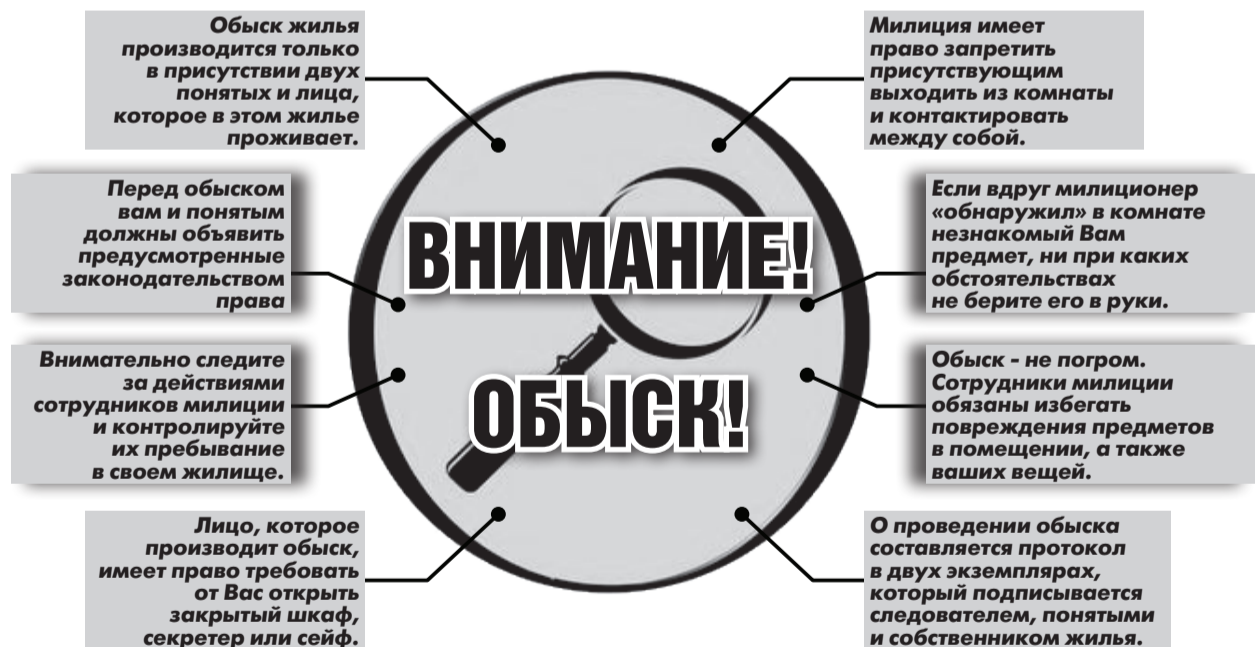 Обыск жилья
производится только
в присутствии двух
понятых и лица,
которое в этом жилье
проживает.
Перед обыском
вам и понятым
должны объявить
предусмотренные
законодательством
права
Внимательно следите
за действиями
сотрудников милиции
и контролируйте
их пребывание
в своем жилище.
Лицо, которое
производит обыск,
имеет право требовать
от Вас открыть
закрытый шкаф,
секретер или сейф.
ВНИМАНИЕ!
ОБЫСК!
Милиция имеет
право запретить
присутствующим
выходить из комнаты
и контактировать
между собой.
Если вдруг милиционер
«обнаружил» в комнате
незнакомый Вам
предмет, ни при каких
обстоятельствах
не берите его в руки.
Обыск - не погром.
Сотрудники милиции
обязаны избегать
повреждения предметов
в помещении, а также
ваших вещей.
О проведении обыска
составляется протокол
в двух экземплярах,
который подписывается
следователем, понятыми
и собственником жилья.